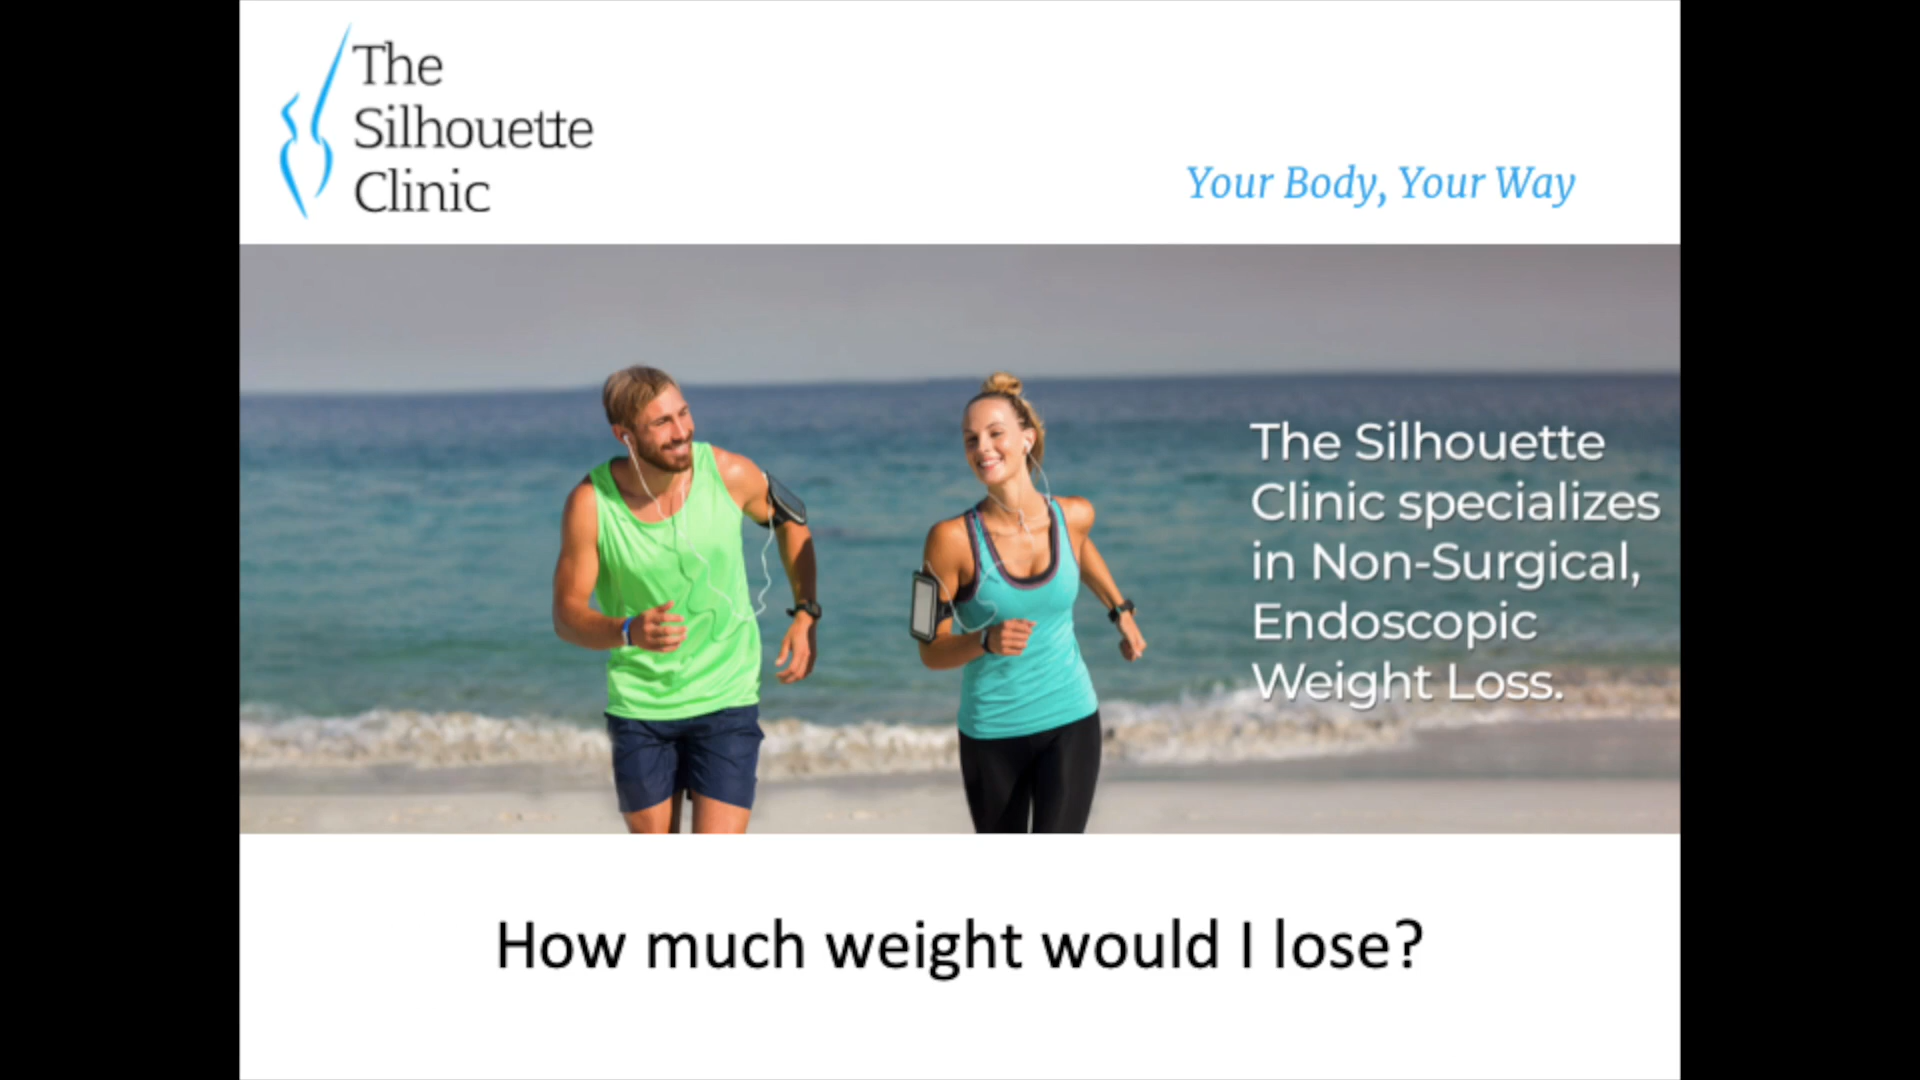 The
Silhouette
Clinic
Your Body, Your Way
The Silhouette
Clinic specializes
in Non-Surgical,
Endoscopic
Weight Loss.
How much weight would I lose?